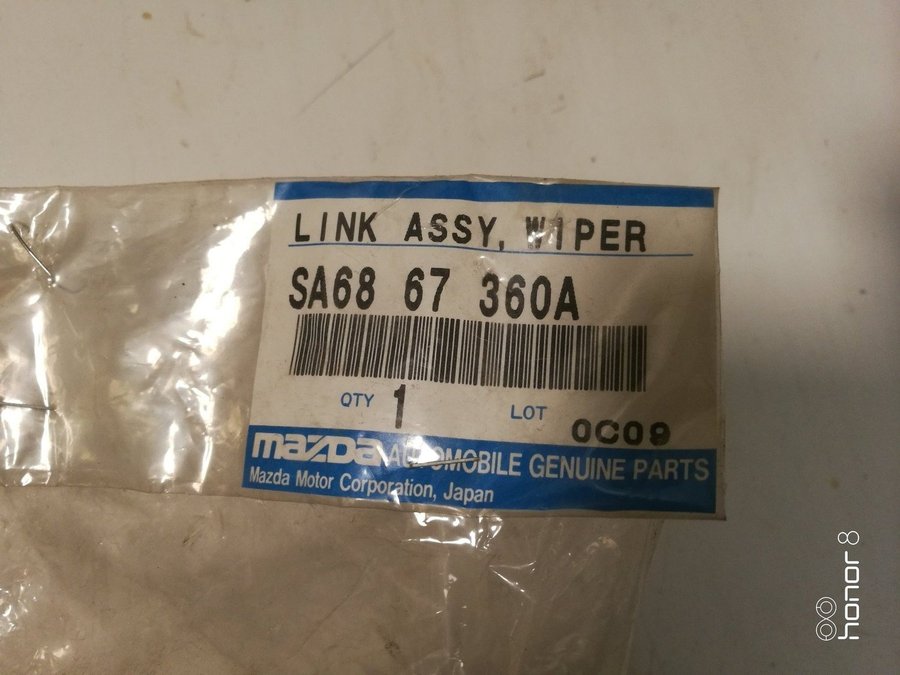 LINK ASSY, WIPER
SA68 67 360A
QTY 1 LOT 0C09
mazda AUTOMOBILE GENUINE PARTS
Mazda Motor Corporation, Japan
honor 8